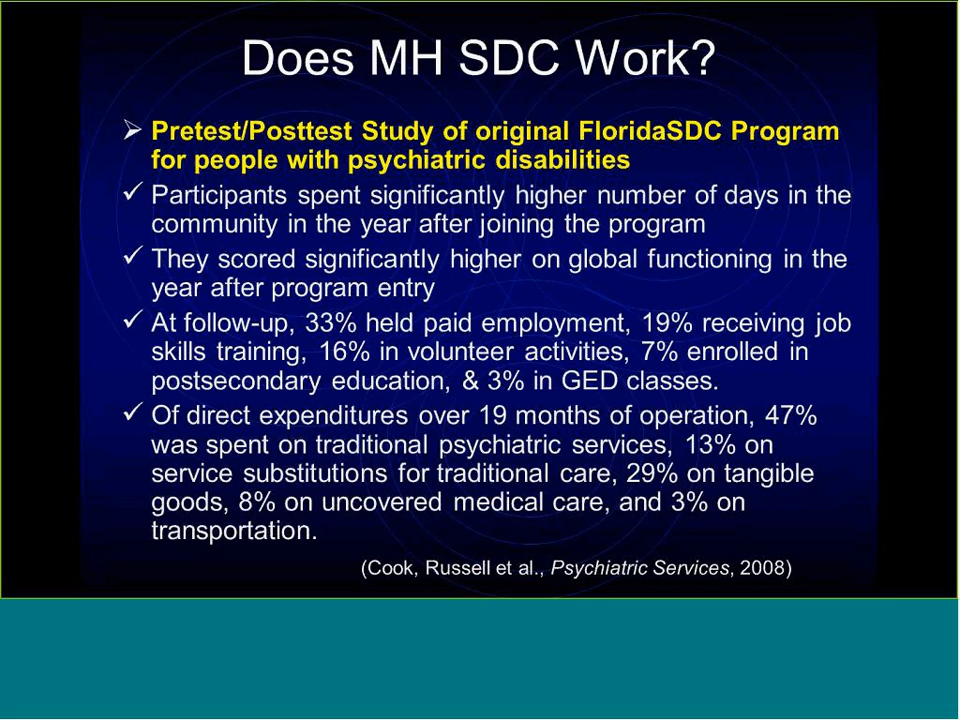 Does MH SDC Work?
➢ Pretest/Posttest Study of original FloridaSDC Program
for people with psychiatric disabilities
✓ Participants spent significantly higher number of days in the
community in the year after joining the program
✓ They scored significantly higher on global functioning in the
year after program entry
✓ At follow-up, 33% held paid employment, 19% receiving job
skills training, 16% in volunteer activities, 7% enrolled in
postsecondary education, & 3% in GED classes.
✓ Of direct expenditures over 19 months of operation, 47%
was spent on traditional psychiatric services, 13% on
service substitutions for traditional care, 29% on tangible
goods, 8% on uncovered medical care, and 3% on
transportation.
(Cook, Russell et al., Psychiatric Services, 2008)